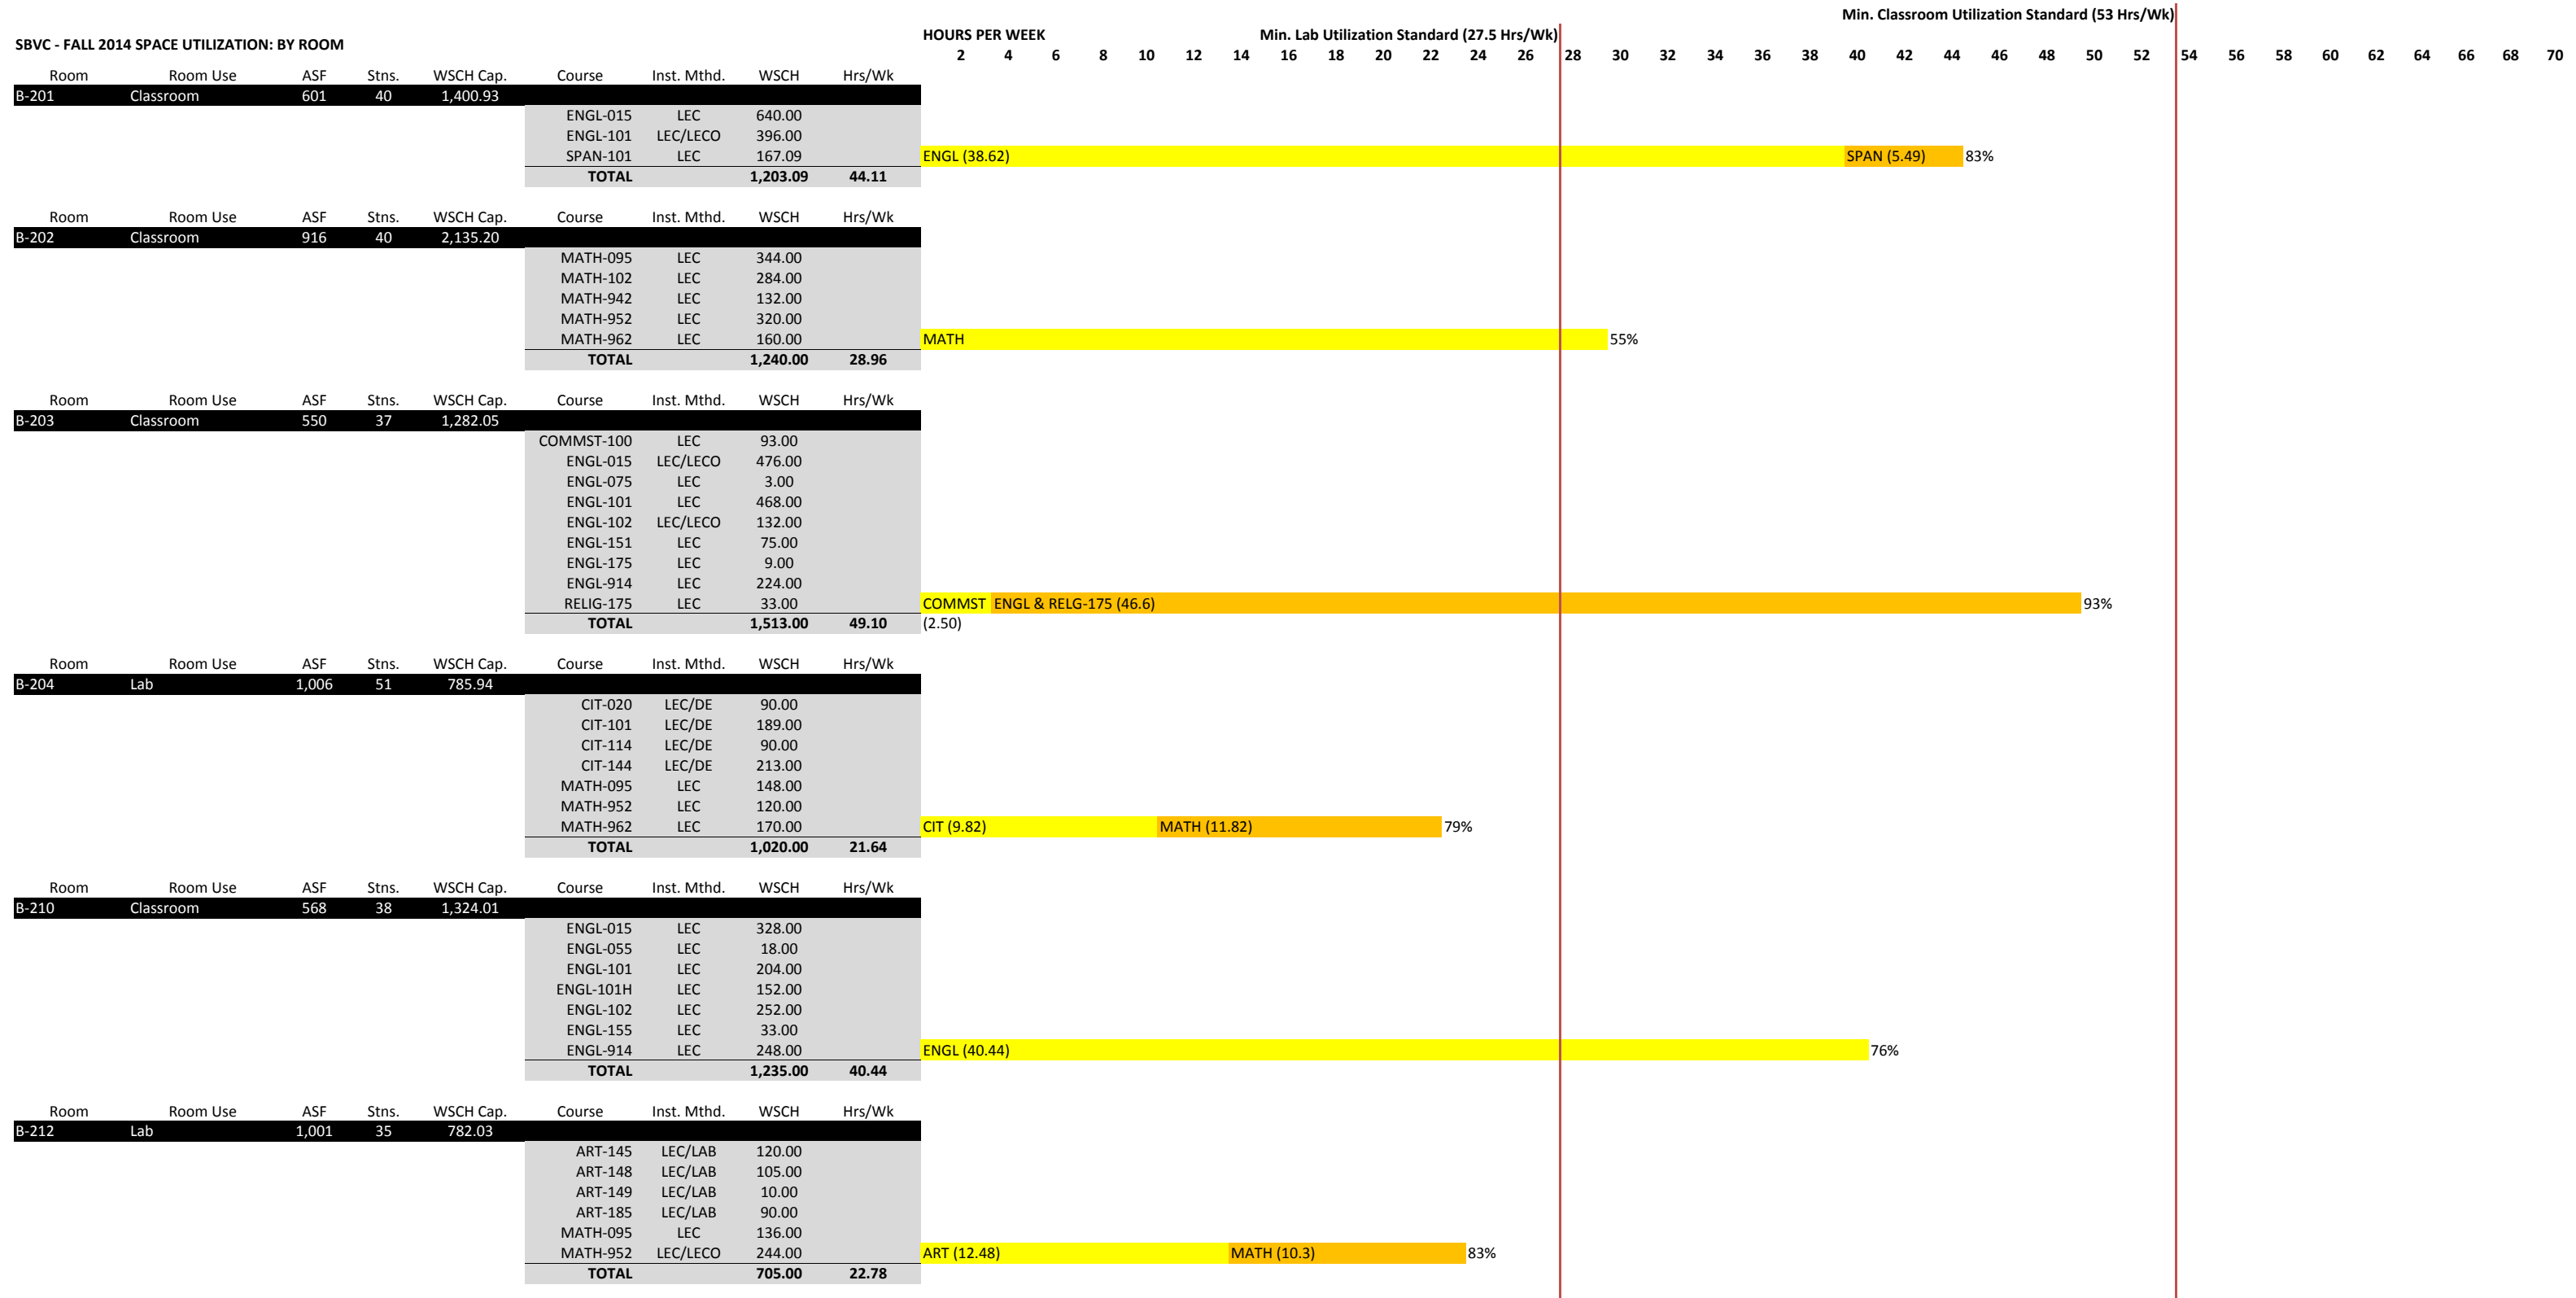 Min. Classroom Utilization Standard (53 Hrs/Wk)
HOURS PER WEEK Min. Lab Utilization Standard (27.5 Hrs/Wk)
SBVC - FALL 2014 SPACE UTILIZATION: BY ROOM
2 4 6 8 10 12 14 16 18 20 22 24 26 28 30 32 34 36 38 40 42 44 46 48 50 52 54 56 58 60 62 64 66 68 70
Room Room Use ASF Stns. WSCH Cap. Course Inst. Mthd. WSCH Hrs/Wk
B-201 Classroom 601 40 1,400.93
ENGL-015 LEC 640.00
ENGL-101 LEC/LECO 396.00
SPAN-101 LEC 167.09 ENGL (38.62) SPAN (5.49) 83%
TOTAL 1,203.09 44.11
Room Room Use ASF Stns. WSCH Cap. Course Inst. Mthd. WSCH Hrs/Wk
B-202 Classroom 916 40 2,135.20
MATH-095 LEC 344.00
MATH-102 LEC 284.00
MATH-942 LEC 132.00
MATH-952 LEC 320.00
MATH-962 LEC 160.00 MATH 55%
TOTAL 1,240.00 28.96
Room Room Use ASF Stns. WSCH Cap. Course Inst. Mthd. WSCH Hrs/Wk
B-203 Classroom 550 37 1,282.05
COMMST-100 LEC 93.00
ENGL-015 LEC/LECO 476.00
ENGL-075 LEC 3.00
ENGL-101 LEC 468.00
ENGL-102 LEC/LECO 132.00
ENGL-151 LEC 75.00
ENGL-175 LEC 9.00
ENGL-914 LEC 224.00
RELIG-175 LEC 33.00 COMMST ENGL & RELG-175 (46.6) 93%
TOTAL 1,513.00 49.10 (2.50)
Room Room Use ASF Stns. WSCH Cap. Course Inst. Mthd. WSCH Hrs/Wk
B-204 Lab 1,006 51 785.94
CIT-020 LEC/DE 90.00
CIT-101 LEC/DE 189.00
CIT-114 LEC/DE 90.00
CIT-144 LEC/DE 213.00
MATH-095 LEC 148.00
MATH-952 LEC 120.00
MATH-962 LEC 170.00 CIT (9.82) MATH (11.82) 79%
TOTAL 1,020.00 21.64
Room Room Use ASF Stns. WSCH Cap. Course Inst. Mthd. WSCH Hrs/Wk
B-210 Classroom 568 38 1,324.01
ENGL-015 LEC 328.00
ENGL-055 LEC 18.00
ENGL-101 LEC 204.00
ENGL-101H LEC 152.00
ENGL-102 LEC 252.00
ENGL-155 LEC 33.00
ENGL-914 LEC 248.00 ENGL (40.44) 76%
TOTAL 1,235.00 40.44
Room Room Use ASF Stns. WSCH Cap. Course Inst. Mthd. WSCH Hrs/Wk
B-212 Lab 1,001 35 782.03
ART-145 LEC/LAB 120.00
ART-148 LEC/LAB 105.00
ART-149 LEC/LAB 10.00
ART-185 LEC/LAB 90.00
MATH-095 LEC 136.00
MATH-952 LEC/LECO 244.00 ART (12.48) MATH (10.3) 83%
TOTAL 705.00 22.78